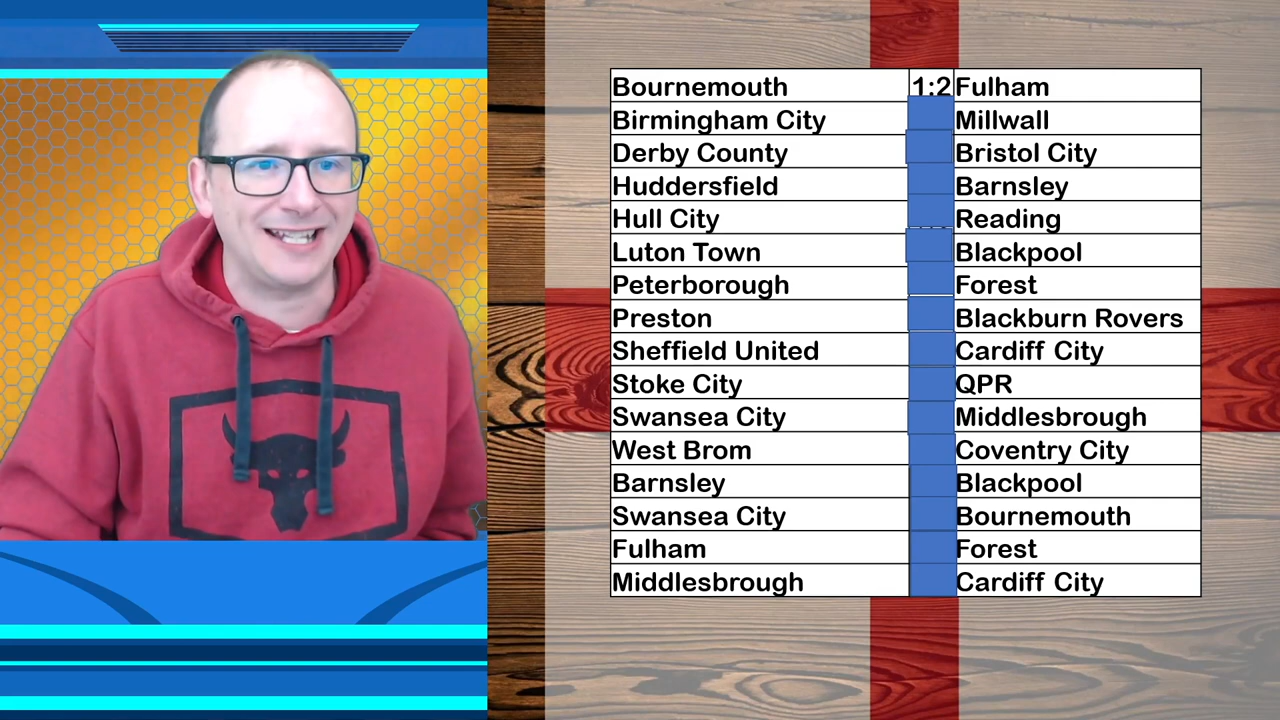 Bournemouth 1:2 Fulham
Birmingham City Millwall
Derby County Bristol City
Huddersfield Barnsley
Hull City Reading
Luton Town Blackpool
Peterborough Forest
Preston Blackburn Rovers
Sheffield United Cardiff City
Stoke City QPR
Swansea City Middlesbrough
West Brom Coventry City
Barnsley Blackpool
Swansea City Bournemouth
Fulham Forest
Middlesbrough Cardiff City